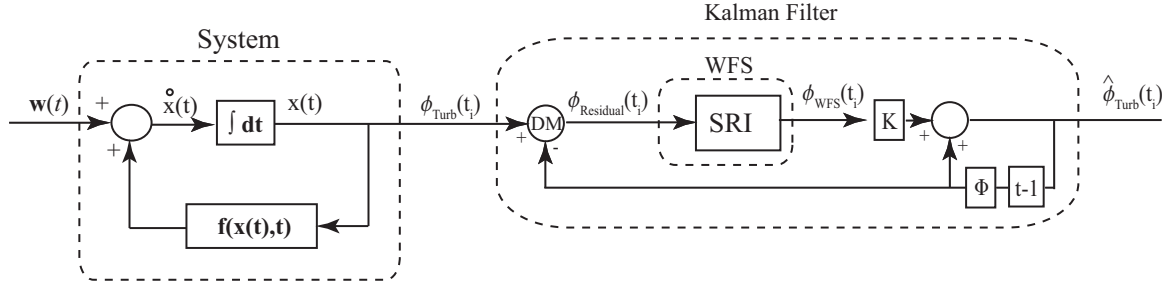 Kalman Filter
System
WFS
w(t)
+
x̊(t)
∫ dt
x(t)
ϕTurb(ti)
DM
ϕResidual(ti)
SRI
ϕWFS(ti)
K
ϕ̂Turb(ti)
+
+
-
+
+
f(x(t),t)
Φ
t-1